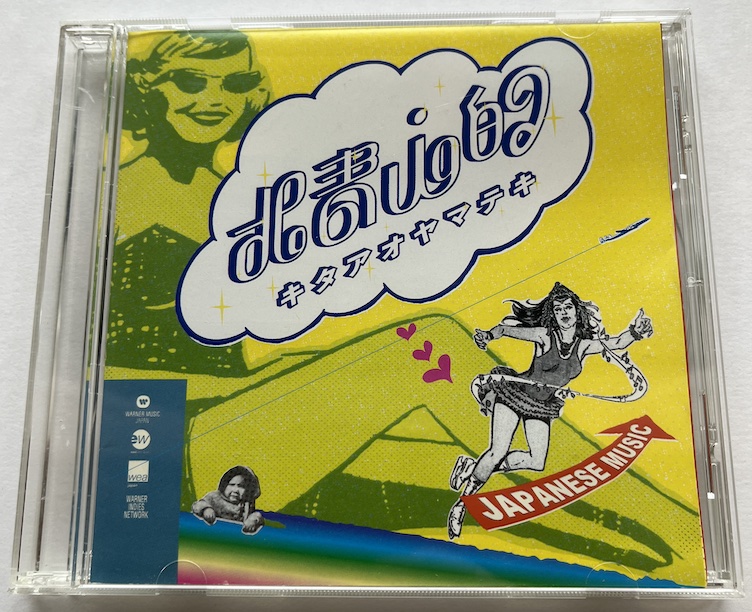 北青山的
キタアオヤマテキ
JAPANESE MUSIC
WARNER MUSIC
JAPAN
ew
wea
japan
WARNER
INDIES
NETWORK